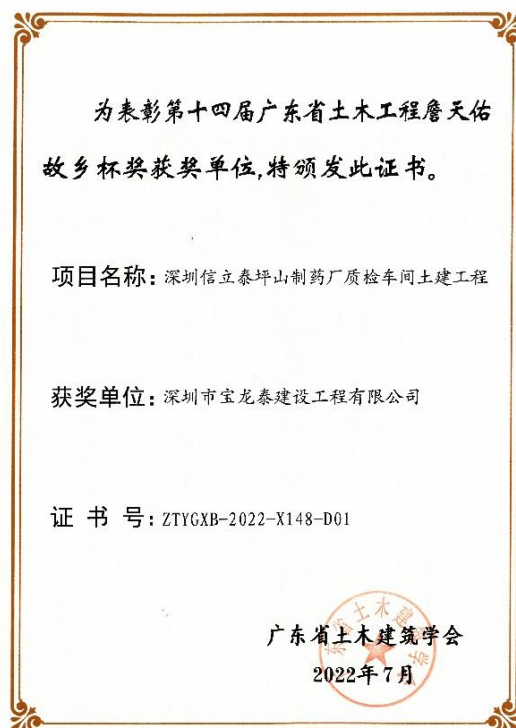 为表彰第十四届广东省土木工程詹天佑
故乡杯奖获奖单位,特颁发此证书。
项目名称:深圳信立泰坪山制药厂质检车间土建工程
获奖单位:深圳市宝龙泰建设工程有限公司
证书号:ZTYGXB-2022-X148-D01
广东省土木建筑学会
2022年7月